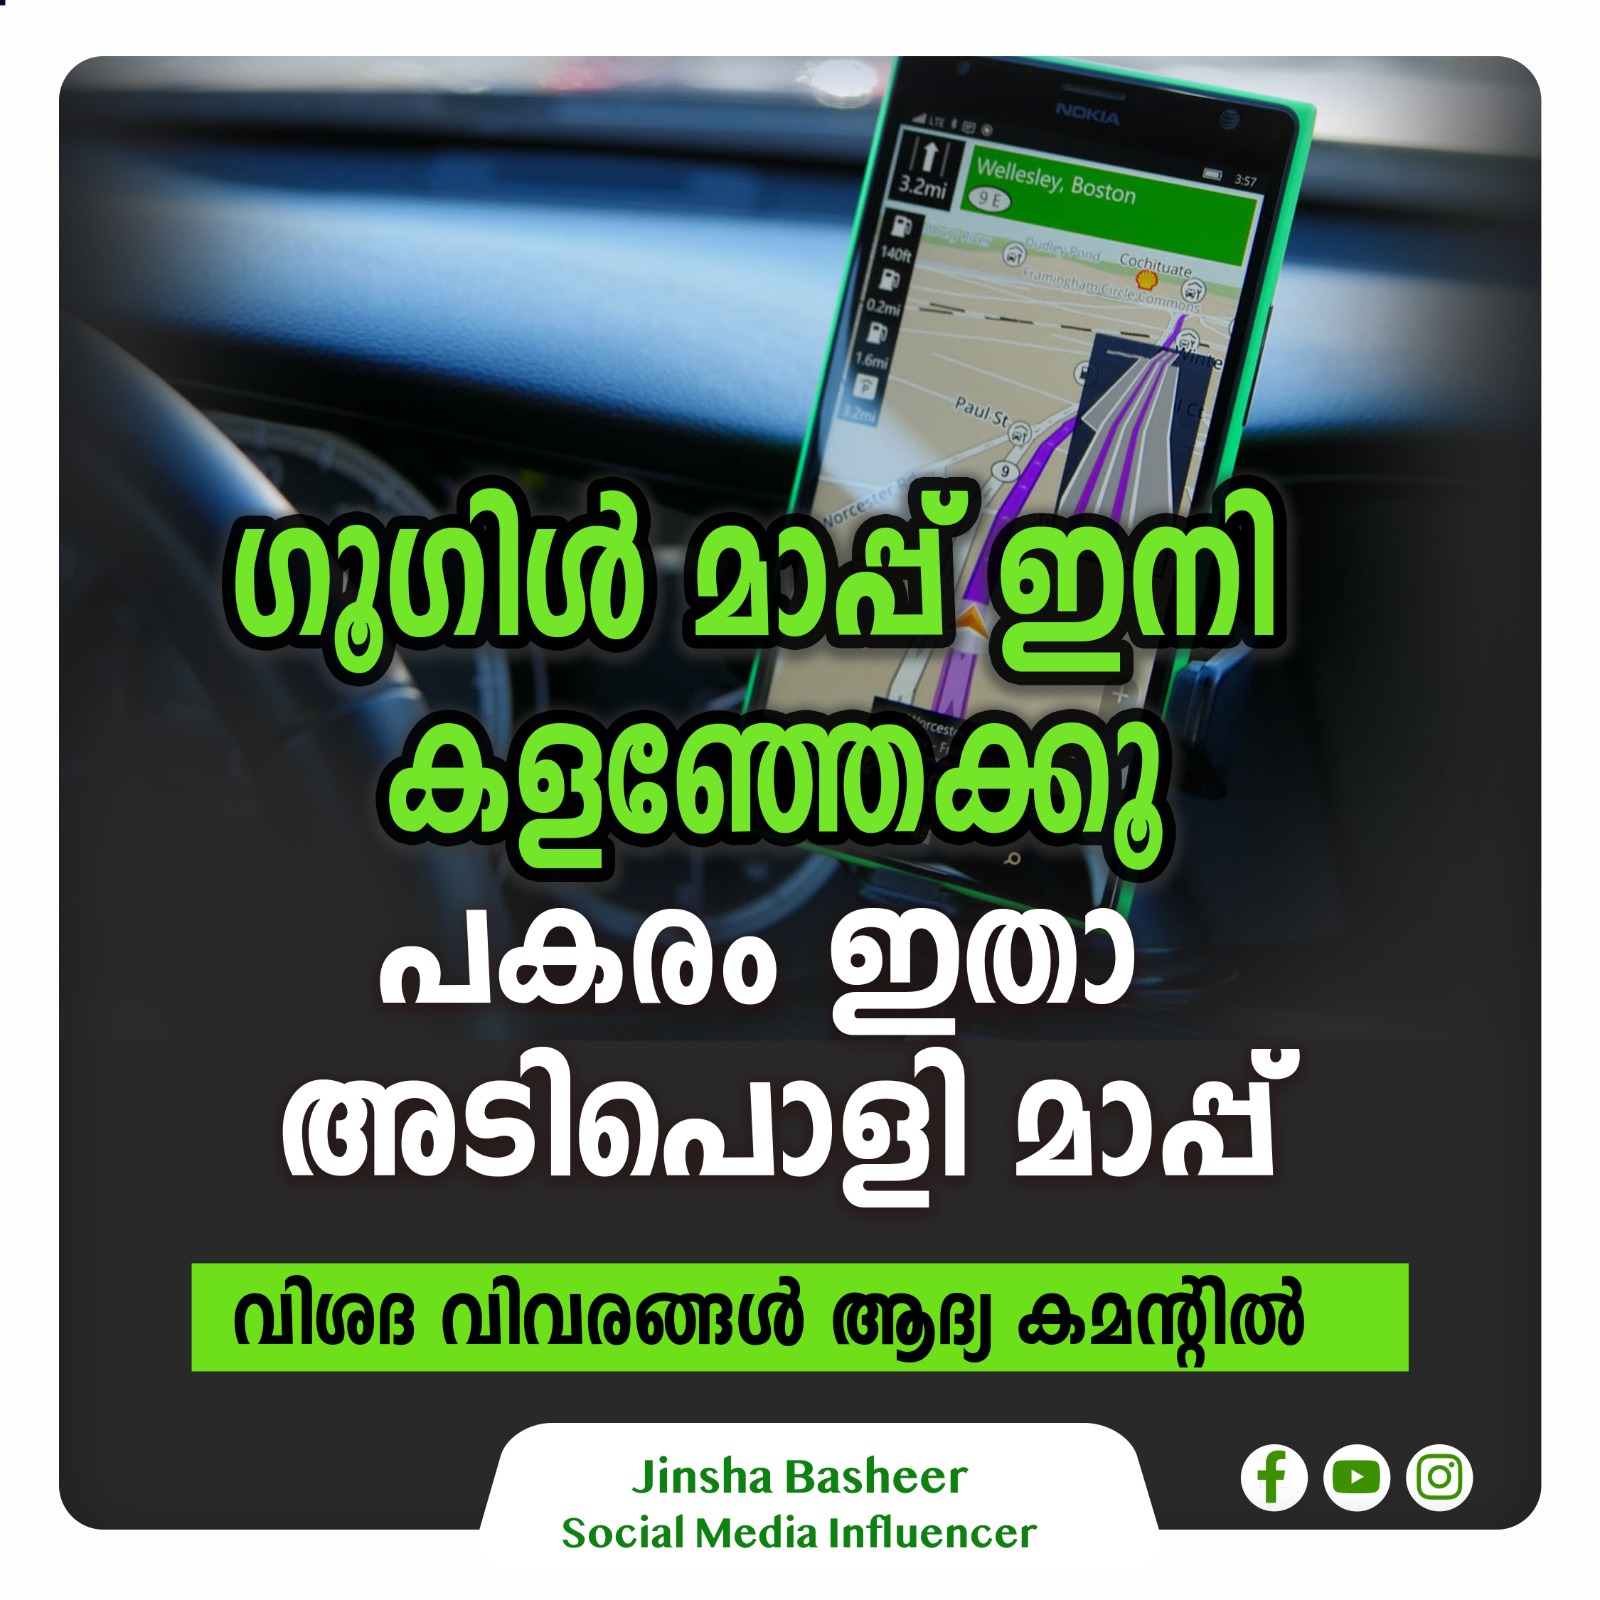 NOKIA
LTE
3:57
3.2mi
Wellesley, Boston
9 E
140ft
Dudley Pond
Cochituate
Framingham Circle Commons
0.2mi
1.6mi
3.2mi
Paul St
9
Worcester
ഗൂഗിൾ മാപ്പ് ഇനി
കളഞ്ഞേക്കൂ
പകരം ഇതാ
അടിപൊളി മാപ്പ്
വിശദ വിവരങ്ങൾ ആദ്യ കമന്റിൽ
Jinsha Basheer
Social Media Influencer